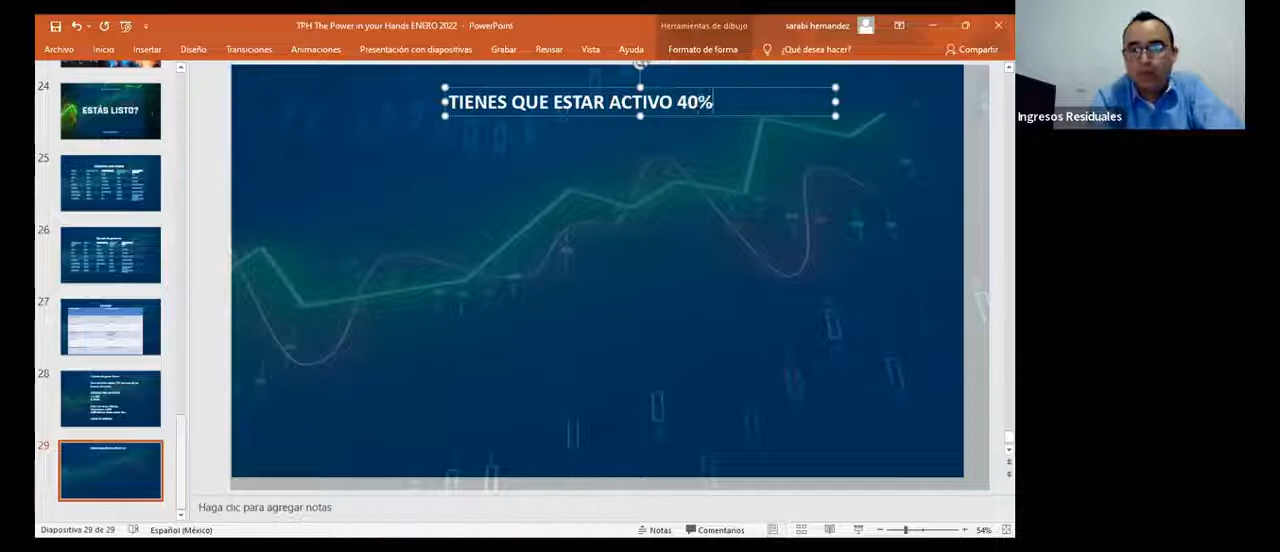 TPH The Power in your Hands ENERO 2022 - PowerPoint
Herramientas de dibujo
sarabi hernandez
Archivo Inicio Insertar Diseño Transiciones Animaciones Presentación con diapositivas Grabar Revisar Vista Ayuda Formato de forma ¿Qué desea hacer? Compartir
24
ESTÁS LISTO?
25
26
27
28
29
TIENES QUE ESTAR ACTIVO 40%
Ingresos Residuales
Haga clic para agregar notas
Diapositiva 29 de 29 Español (México) Notas Comentarios 54%